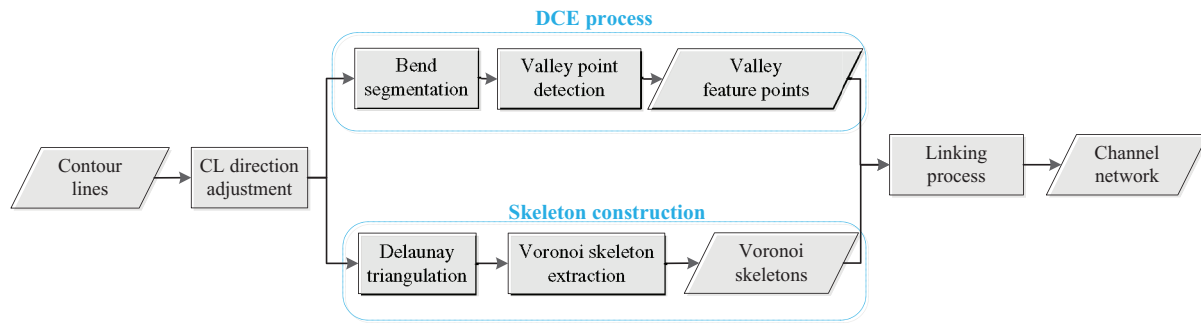 DCE process
Bend
segmentation
Valley point
detection
Valley
feature points
Contour
lines
CL direction
adjustment
Linking
process
Channel
network
Skeleton construction
Delaunay
triangulation
Voronoi skeleton
extraction
Voronoi
skeletons